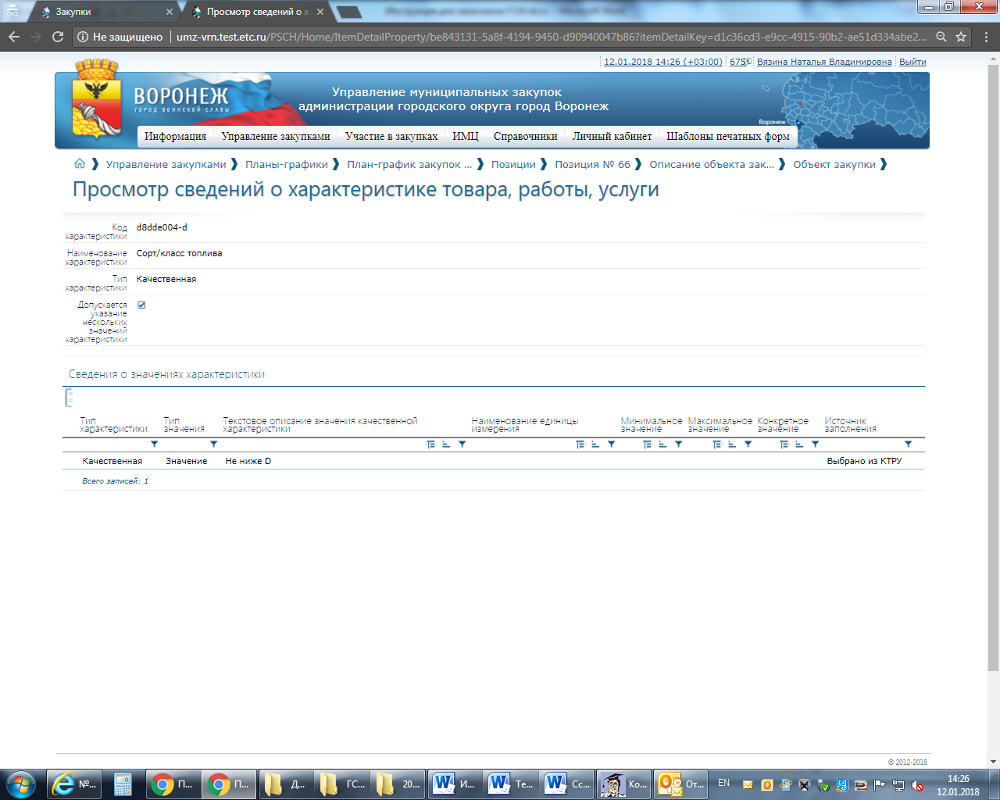 Закупки
Просмотр сведений о х
Не защищено
umz-vrn.test.etc.ru/PSCH/Home/ItemDetailProperty/be843131-5a8f-4194-9450-d90940047b86?itemDetailKey=d1c36cd3-e9cc-4915-90b2-ae51d334abe2...
12.01.2018 14:26 (+03:00) 675 Вязина Наталья Владимировна Выйти
ВОРОНЕЖ
ГОРОД ВОИНСКОЙ СЛАВЫ
Управление муниципальных закупок
администрации городского округа город Воронеж
Воронеж
Информация Управление закупками Участие в закупках ИМЦ Справочники Личный кабинет Шаблоны печатных форм
Управление закупками Планы-графики План-график закупок ... Позиции Позиция № 66 Описание объекта зак... Объект закупки
Просмотр сведений о характеристике товара, работы, услуги
Код характеристики d8dde004-d
Наименование характеристики Сорт/класс топлива
Тип характеристики Качественная
Допускается указание нескольких значений характеристики
Сведения о значениях характеристики
Тип характеристики Тип значения Текстовое описание значения качественной характеристики Наименование единицы измерения Минимальное значение Максимальное значение Конкретное значение Источник заполнения
Качественная Значение Не ниже D Выбрано из КТРУ
Всего записей: 1
© 2012-2018
№... П... П... Д... ГС... 20... И... Те... Сс... Ко... От... EN
14:26
12.01.2018